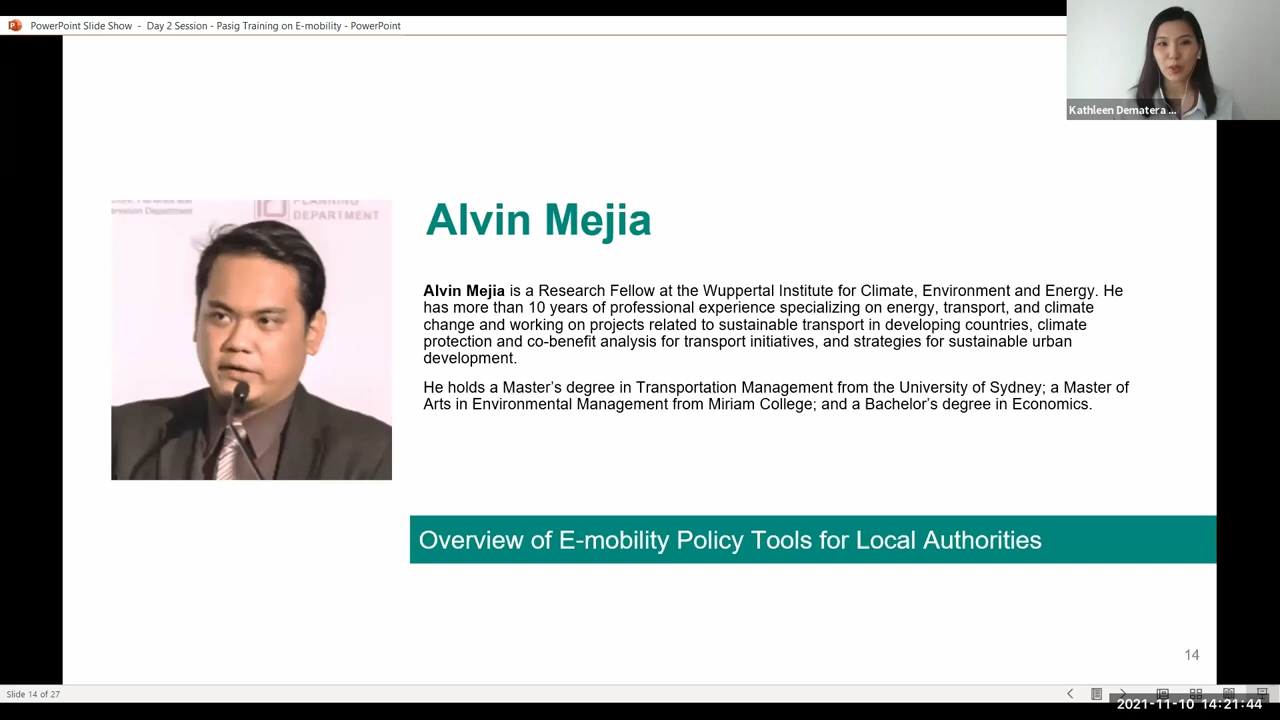 PowerPoint Slide Show - Day 2 Session - Pasig Training on E-mobility - PowerPoint
Kathleen Dematera ...
PLANNING
DEPARTMENT
Alvin Mejia
Alvin Mejia is a Research Fellow at the Wuppertal Institute for Climate, Environment and Energy. He
has more than 10 years of professional experience specializing on energy, transport, and climate
change and working on projects related to sustainable transport in developing countries, climate
protection and co-benefit analysis for transport initiatives, and strategies for sustainable urban
development.
He holds a Master's degree in Transportation Management from the University of Sydney; a Master of
Arts in Environmental Management from Miriam College; and a Bachelor's degree in Economics.
Overview of E-mobility Policy Tools for Local Authorities
14
Slide 14 of 27
2021-11-10 14:21:44